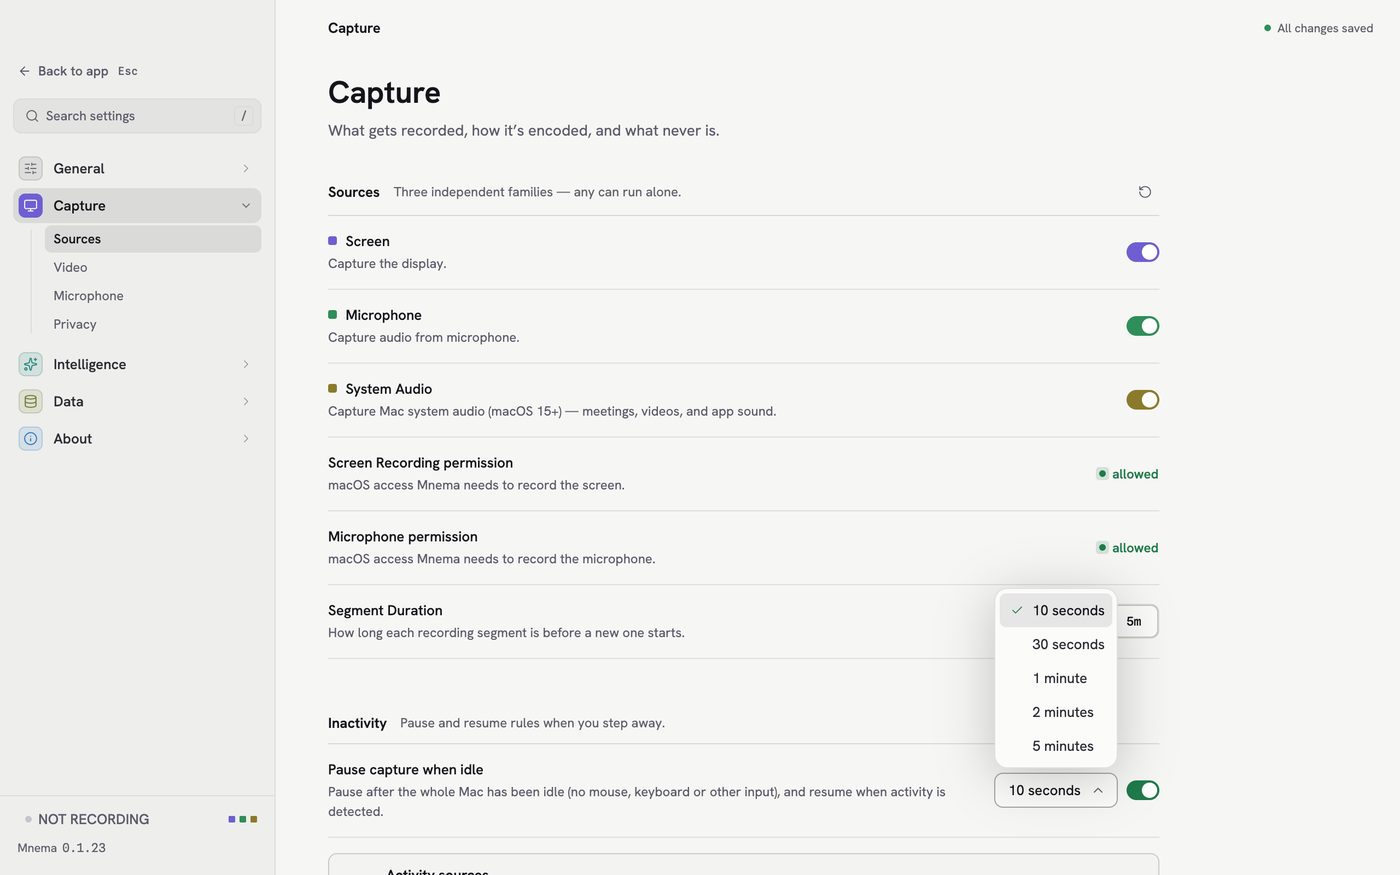 Back to app Esc
Search settings /
General
Capture
Sources
Video
Microphone
Privacy
Intelligence
Data
About
NOT RECORDING
Mnema 0.1.23
Capture
All changes saved
Capture
What gets recorded, how it’s encoded, and what never is.
Sources Three independent families — any can run alone.
Screen
Capture the display.
Microphone
Capture audio from microphone.
System Audio
Capture Mac system audio (macOS 15+) — meetings, videos, and app sound.
Screen Recording permission
macOS access Mnema needs to record the screen.
allowed
Microphone permission
macOS access Mnema needs to record the microphone.
allowed
Segment Duration
How long each recording segment is before a new one starts.
5m
10 seconds
30 seconds
1 minute
2 minutes
5 minutes
Inactivity Pause and resume rules when you step away.
Pause capture when idle
Pause after the whole Mac has been idle (no mouse, keyboard or other input), and resume when activity is
detected.
10 seconds
Activity sources